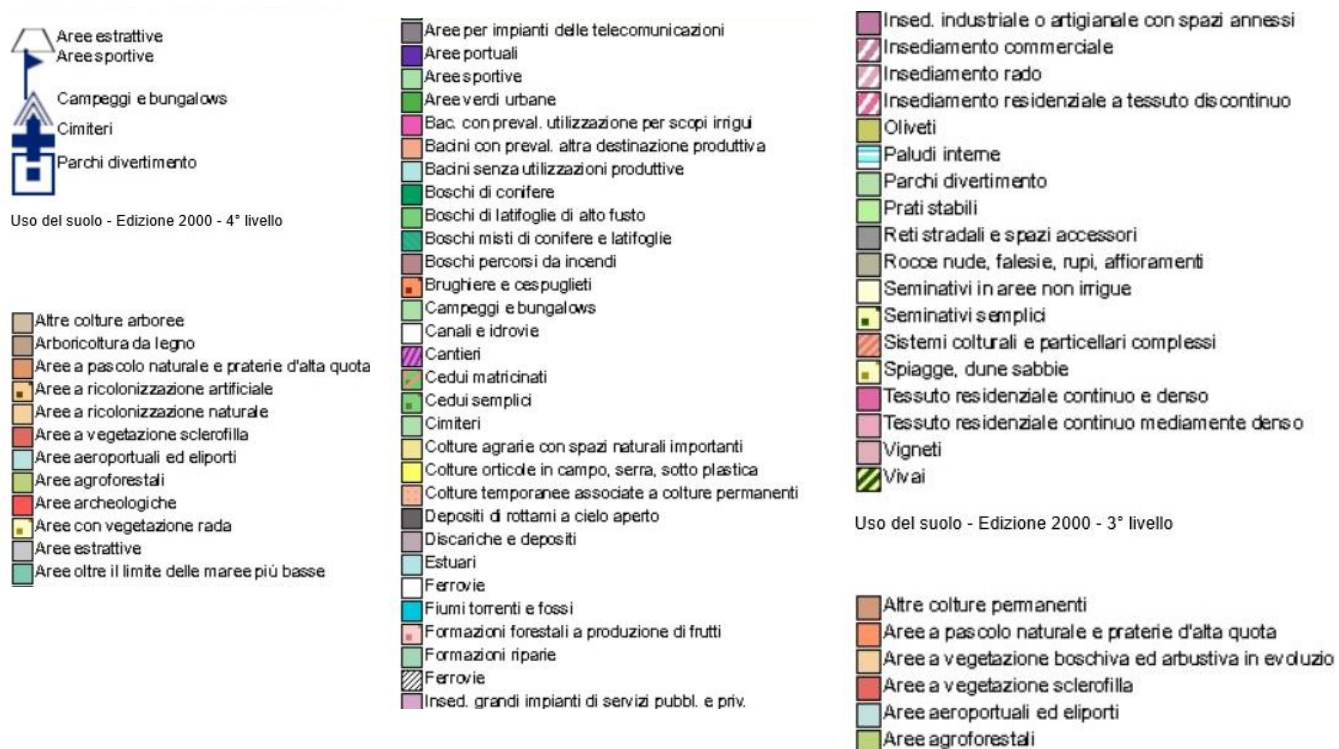 Aree estrattive
Aree sportive
Campeggi e bungalows
Cimiteri
Parchi divertimento
Uso del suolo - Edizione 2000 - 4° livello
Altre colture arboree
Arboricoltura da legno
Aree a pascolo naturale e praterie d'alta quota
Aree a ricolonizzazione artificiale
Aree a ricolonizzazione naturale
Aree a vegetazione sclerofilla
Aree aeroportuali ed eliporti
Aree agroforestali
Aree archeologiche
Aree con vegetazione rada
Aree estrattive
Aree oltre il limite delle maree più basse
Aree per impianti delle telecomunicazioni
Aree portuali
Aree sportive
Aree verdi urbane
Bac. con preval. utilizzazione per scopi irrigui
Bacini con preval. altra destinazione produttiva
Bacini senza utilizzazioni produttive
Boschi di conifere
Boschi di latifoglie di alto fusto
Boschi misti di conifere e latifoglie
Boschi percorsi da incendi
Brughiere e cespuglieti
Campeggi e bungalows
Canali e idrovie
Cantieri
Cedui matricinati
Cedui semplici
Cimiteri
Colture agrarie con spazi naturali importanti
Colture orticole in campo, serra, sotto plastica
Colture temporanee associate a colture permanenti
Depositi di rottami a cielo aperto
Discariche e depositi
Estuari
Ferrovie
Fiumi torrenti e fossi
Formazioni forestali a produzione di frutti
Formazioni riparie
Ferrovie
Insed. grandi impianti di servizi pubbl. e priv.
Insed. industriale o artigianale con spazi annessi
Insediamento commerciale
Insediamento rado
Insediamento residenziale a tessuto discontinuo
Oliveti
Paludi interne
Parchi divertimento
Prati stabili
Reti stradali e spazi accessori
Rocce nude, falesie, rupi, affioramenti
Seminativi in aree non irrigue
Seminativi semplici
Sistemi colturali e particellari complessi
Spiagge, dune sabbie
Tessuto residenziale continuo e denso
Tessuto residenziale continuo mediamente denso
Vigneti
Vivai
Uso del suolo - Edizione 2000 - 3° livello
Altre colture permanenti
Aree a pascolo naturale e praterie d'alta quota
Aree a vegetazione boschiva ed arbustiva in evoluzio
Aree a vegetazione sclerofilla
Aree aeroportuali ed eliporti
Aree agroforestali